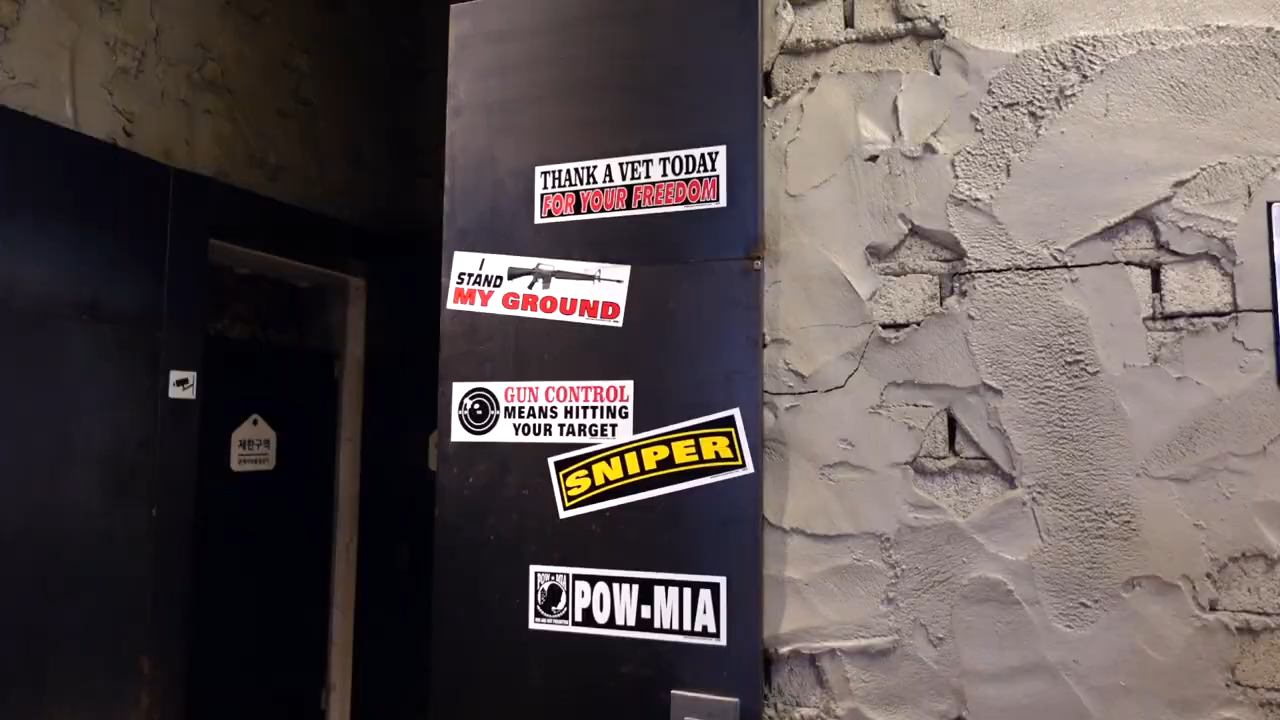 THANK A VET TODAY
FOR YOUR FREEDOM
I
STAND
MY GROUND
GUN CONTROL
MEANS HITTING
YOUR TARGET
SNIPER
POW ★ MIA
POW-MIA
제한구역